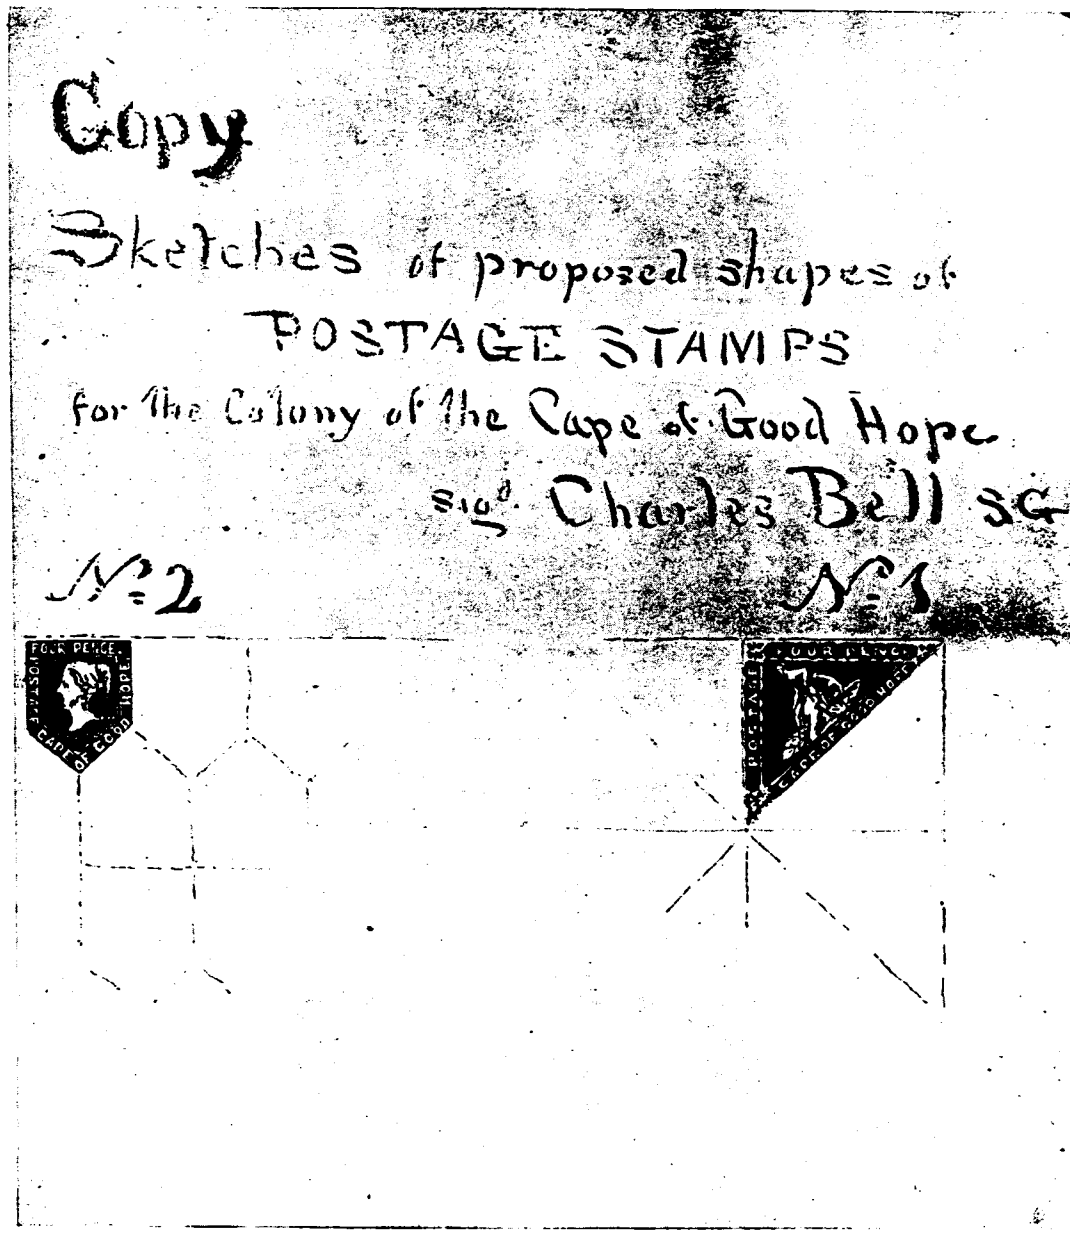 Copy
Sketches of proposed shapes of
POSTAGE STAMPS
for the Colony of the Cape of Good Hope
sigd. Charles Bell SG
No. 2
No. 1
FOUR PENCE.
POSTAGE
CAPE OF GOOD
HOPE
FOUR PENCE
POSTAGE
CAPE OF GOOD HOPE